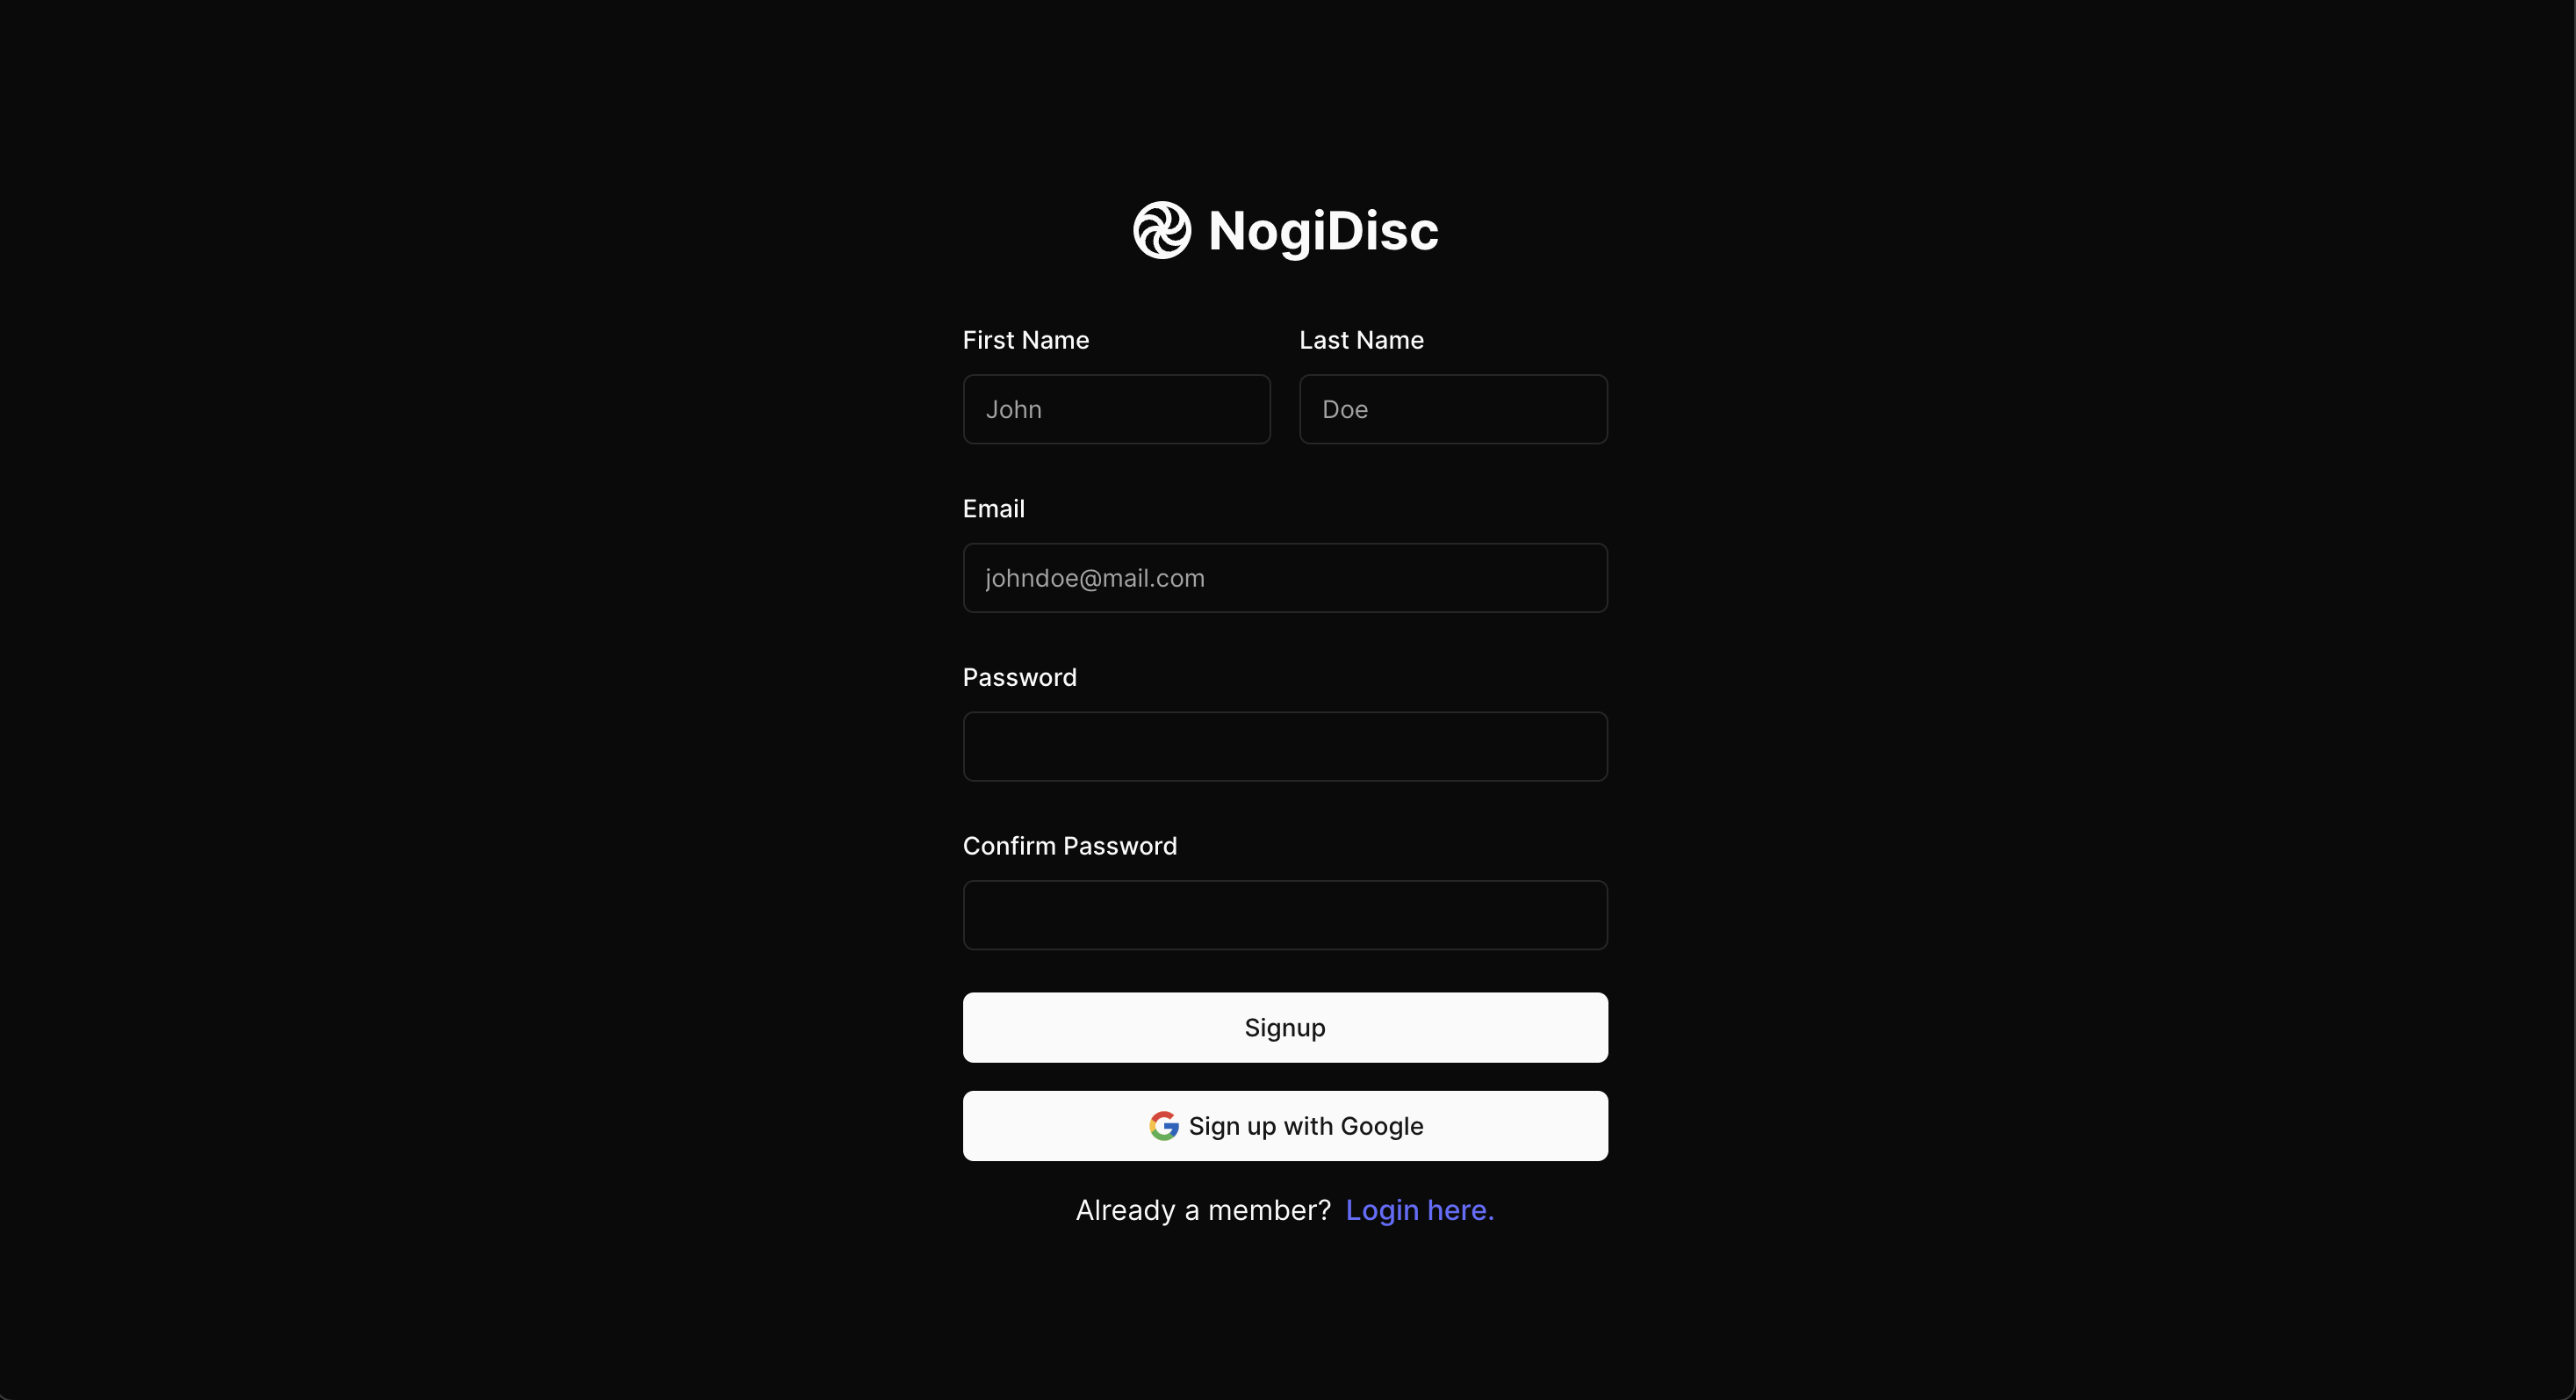 NogiDisc
First Name
Last Name
John
Doe
Email
johndoe@mail.com
Password
Confirm Password
Signup
Sign up with Google
Already a member? Login here.